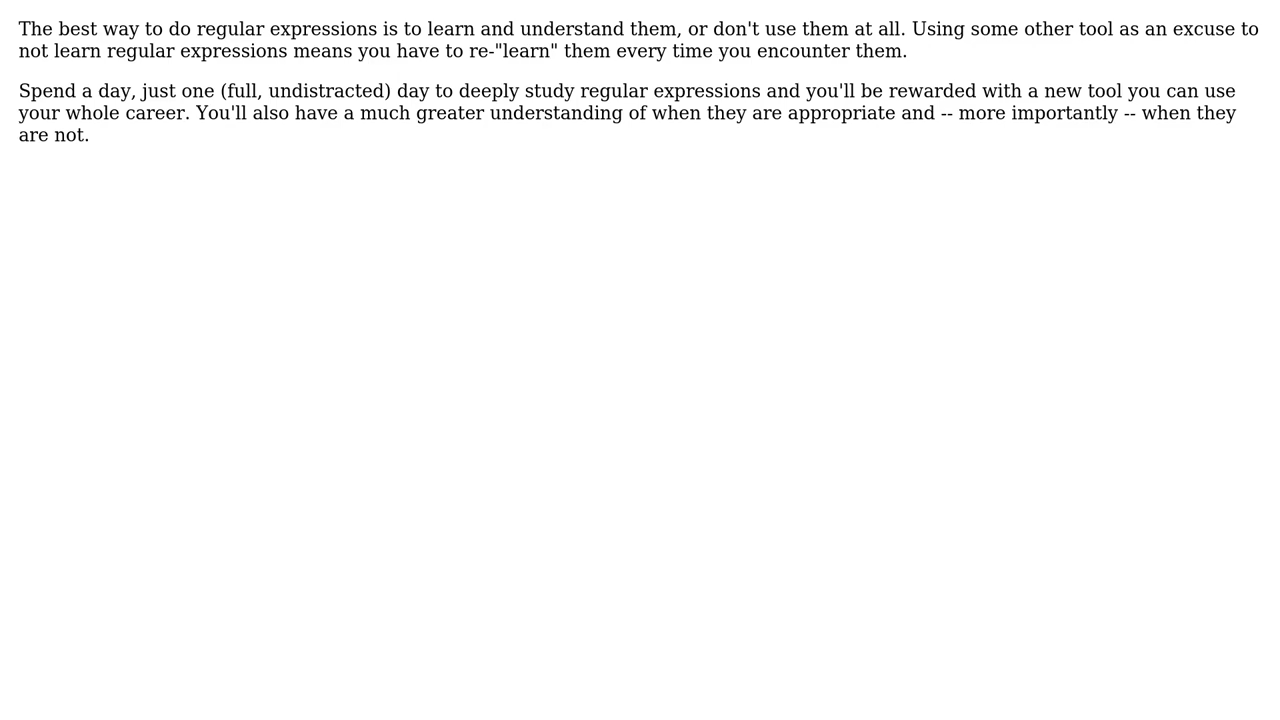 The best way to do regular expressions is to learn and understand them, or don't use them at all. Using some other tool as an excuse to
not learn regular expressions means you have to re-"learn" them every time you encounter them.
Spend a day, just one (full, undistracted) day to deeply study regular expressions and you'll be rewarded with a new tool you can use
your whole career. You'll also have a much greater understanding of when they are appropriate and -- more importantly -- when they
are not.